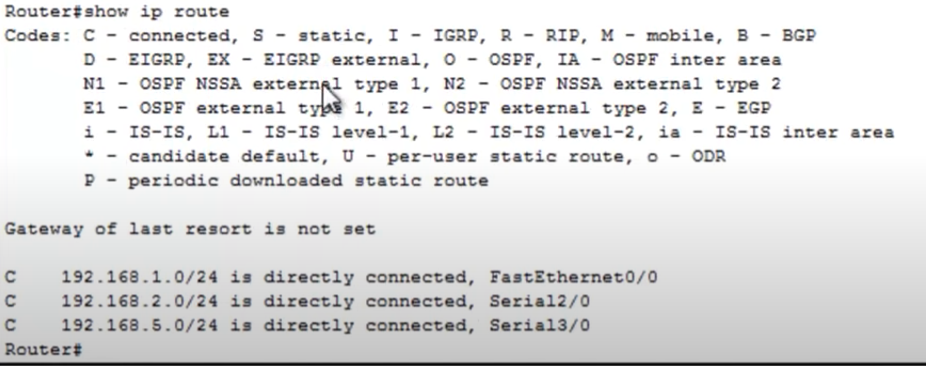 Router#show ip route
Codes: C - connected, S - static, I - IGRP, R - RIP, M - mobile, B - BGP
D - EIGRP, EX - EIGRP external, O - OSPF, IA - OSPF inter area
N1 - OSPF NSSA external type 1, N2 - OSPF NSSA external type 2
E1 - OSPF external type 1, E2 - OSPF external type 2, E - EGP
i - IS-IS, L1 - IS-IS level-1, L2 - IS-IS level-2, ia - IS-IS inter area
* - candidate default, U - per-user static route, o - ODR
P - periodic downloaded static route
Gateway of last resort is not set
C 192.168.1.0/24 is directly connected, FastEthernet0/0
C 192.168.2.0/24 is directly connected, Serial2/0
C 192.168.5.0/24 is directly connected, Serial3/0
Router#